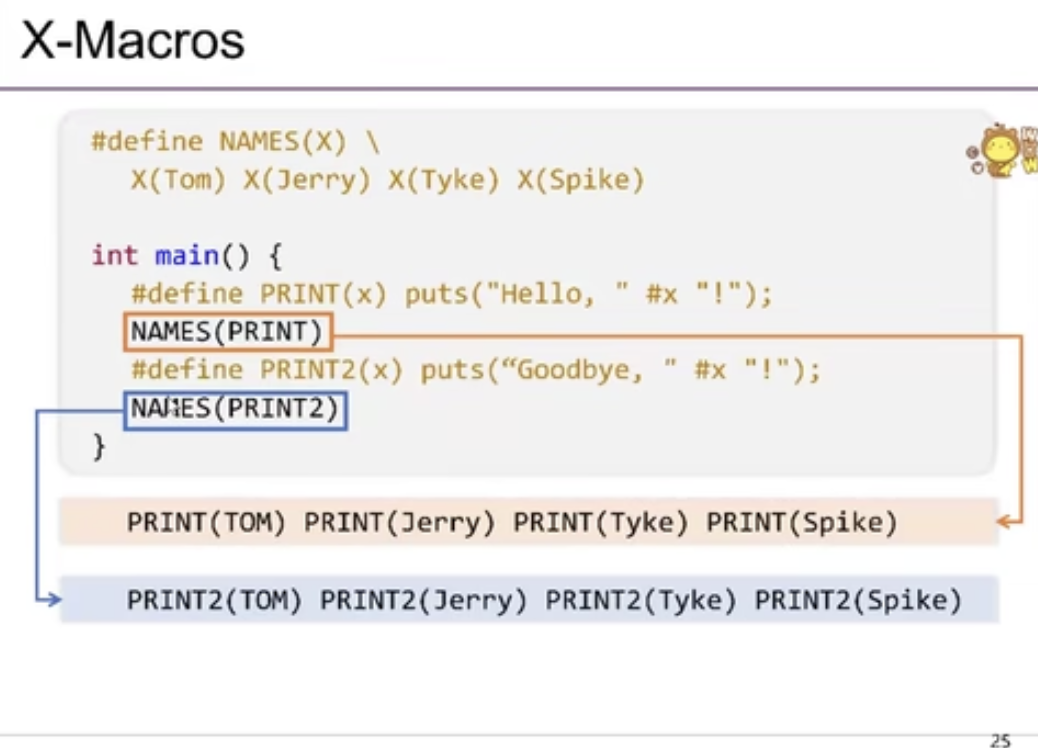 X-Macros
#define NAMES(X) \
X(Tom) X(Jerry) X(Tyke) X(Spike)
int main() {
#define PRINT(x) puts("Hello, " #x "!");
NAMES(PRINT)
#define PRINT2(x) puts(“Goodbye, " #x "!");
NAMES(PRINT2)
}
PRINT(TOM) PRINT(Jerry) PRINT(Tyke) PRINT(Spike)
PRINT2(TOM) PRINT2(Jerry) PRINT2(Tyke) PRINT2(Spike)
25